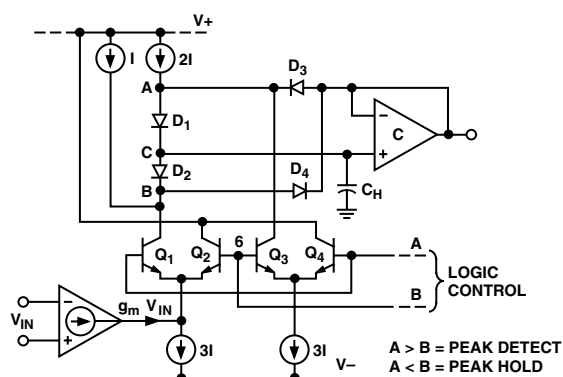 V+
I
2I
A
D3
D1
C
C
D2
D4
B
CH
Q1
Q2
6
Q3
Q4
A
LOGIC
CONTROL
B
VIN
gm
VIN
3I
3I
V–
A > B = PEAK DETECT
A < B = PEAK HOLD